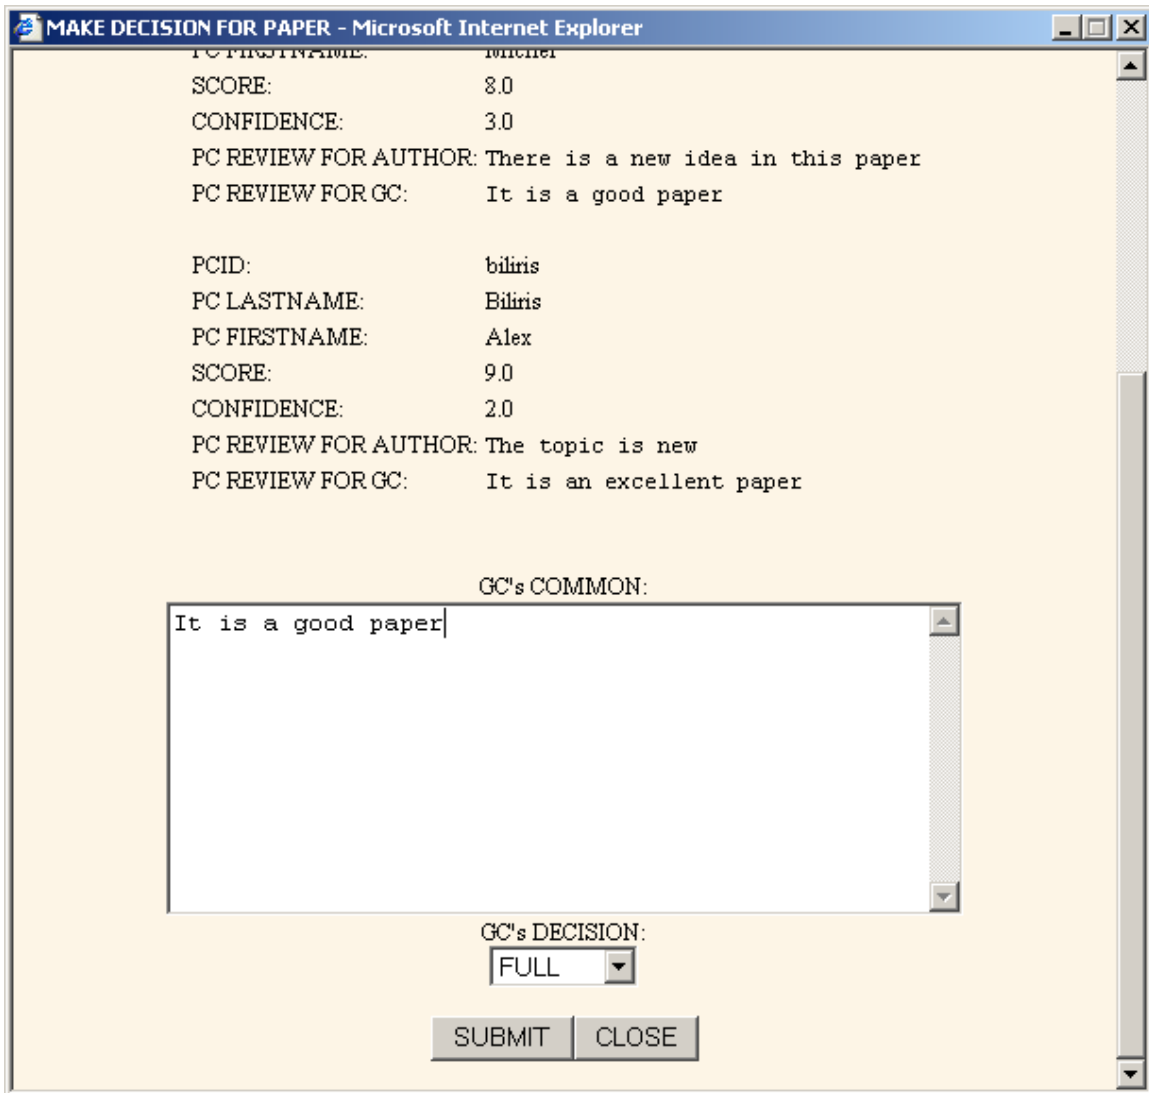 MAKE DECISION FOR PAPER - Microsoft Internet Explorer
PC FIRSTNAME:
SCORE: 8.0
CONFIDENCE: 3.0
PC REVIEW FOR AUTHOR: There is a new idea in this paper
PC REVIEW FOR GC: It is a good paper
PCID: biliris
PC LASTNAME: Biliris
PC FIRSTNAME: Alex
SCORE: 9.0
CONFIDENCE: 2.0
PC REVIEW FOR AUTHOR: The topic is new
PC REVIEW FOR GC: It is an excellent paper
GC's COMMON:
It is a good paper
GC's DECISION:
FULL
SUBMIT CLOSE